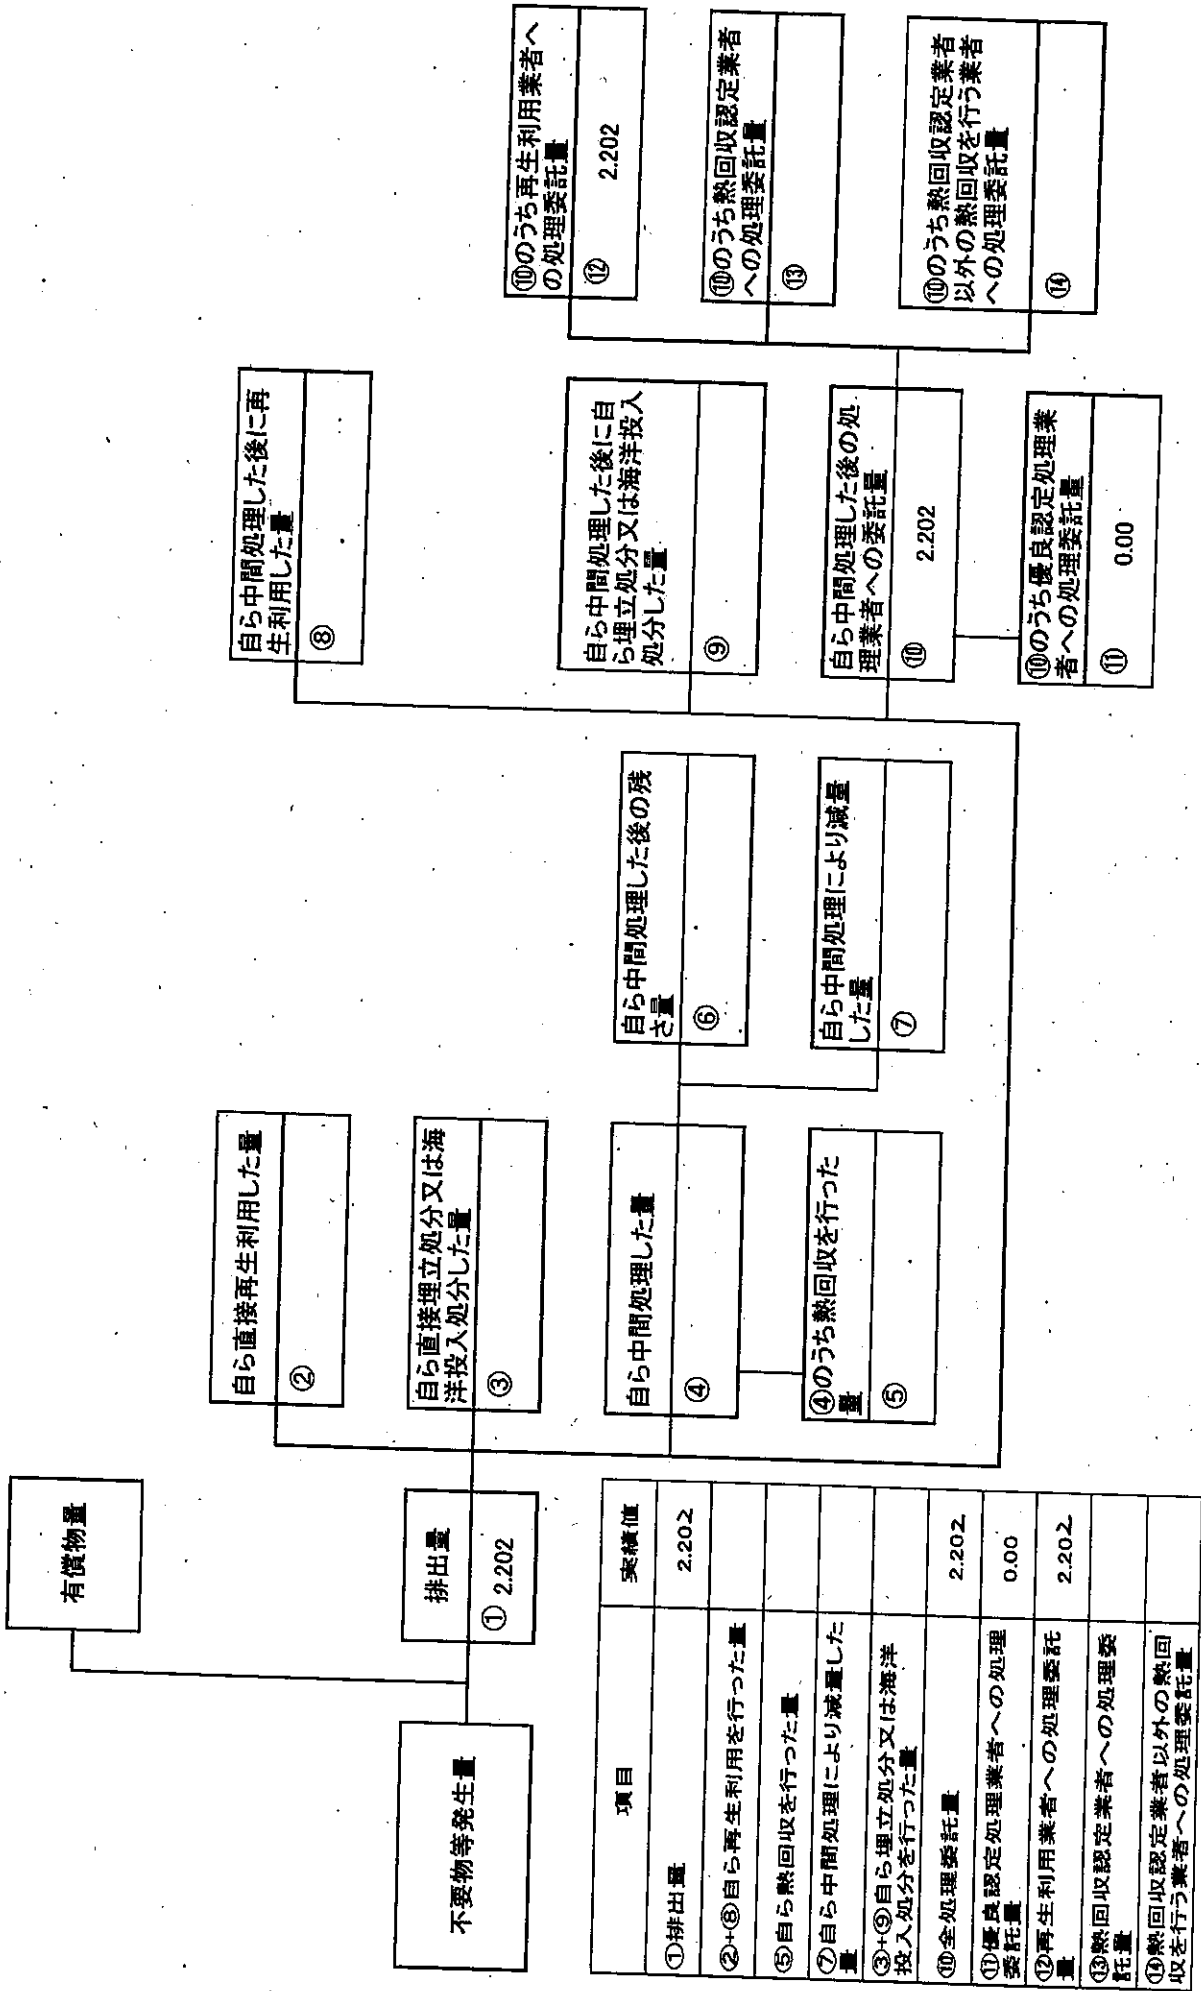 有償物量
不要物等発生量
排出量
① 2.202
自ら直接再生利用した量
②
自ら直接埋立処分又は海
洋投入処分した量
③
自ら中間処理した量
④
④のうち熱回収を行った
量
⑤
自ら中間処理した後の残
さ量
⑥
自ら中間処理により減量
した量
⑦
自ら中間処理した後に再
生利用した量
⑧
自ら中間処理した後に自
ら埋立処分又は海洋投入
処分した量
⑨
自ら中間処理した後の処
理業者への委託量
⑩ 2.202
⑩のうち優良認定処理業
者への処理委託量
⑪ 0.00
⑩のうち再生利用業者へ
の処理委託量
⑫ 2.202
⑩のうち熱回収認定業者
への処理委託量
⑬
⑩のうち熱回収認定業者
以外の熱回収を行う業者
への処理委託量
⑭
項目 実績値
①排出量 2.202
②+⑧自ら再生利用を行った量
⑤自ら熱回収を行った量
⑦自ら中間処理により減量した
量
③+⑨自ら埋立処分又は海洋
投入処分を行った量
⑩全処理委託量 2.202
⑪優良認定処理業者への処理
委託量 0.00
⑫再生利用業者への処理委託
量 2.202
⑬熱回収認定業者への処理委
託量
⑭熱回収認定業者以外の熱回
収を行う業者への処理委託量